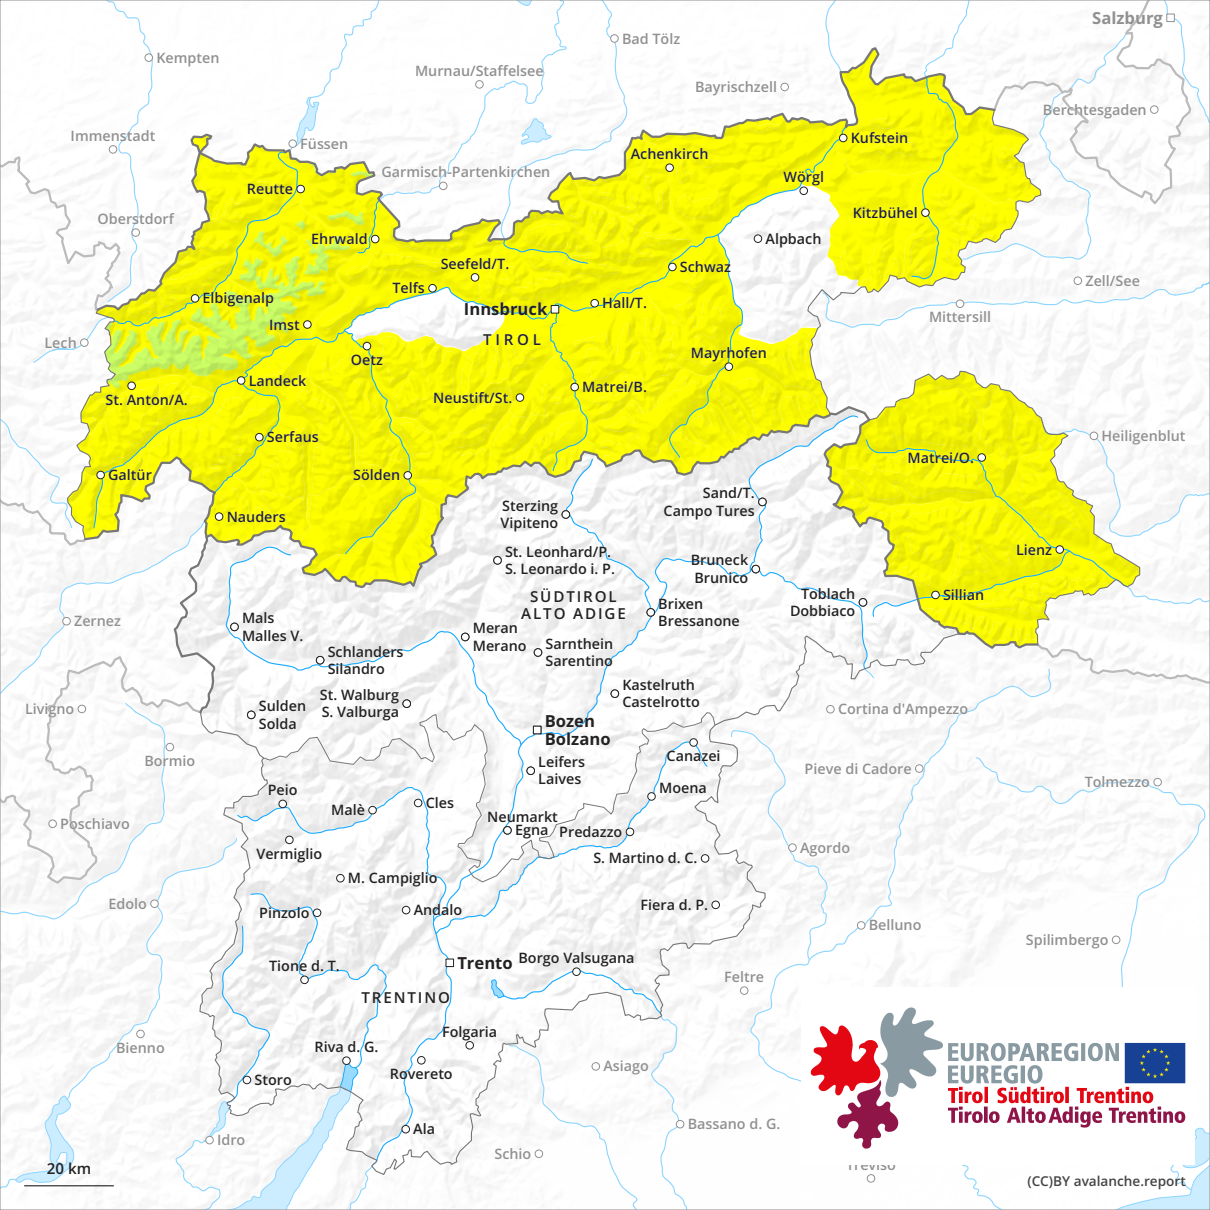 Salzburg
Bad Tölz
Kempten
Murnau/Staffelsee
Bayrischzell
Berchtesgaden
Immenstadt
Füssen
Kufstein
Achenkirch
Garmisch-Partenkirchen
Wörgl
Reutte
Oberstdorf
Kitzbühel
Ehrwald
Alpbach
Seefeld/T.
Schwaz
Zell/See
Telfs
Elbigenalp
Hall/T.
Innsbruck
Mittersill
Imst
TIROL
Lech
Oetz
Mayrhofen
Landeck
Matrei/B.
St. Anton/A.
Neustift/St.
Serfaus
Heiligenblut
Matrei/O.
Galtür
Sölden
Sand/T.
Campo Tures
Sterzing
Vipiteno
Nauders
Lienz
St. Leonhard/P.
S. Leonardo i. P.
Bruneck
Brunico
SÜDTIROL
ALTO ADIGE
Toblach
Dobbiaco
Sillian
Brixen
Bressanone
Zernez
Mals
Malles V.
Meran
Merano
Sarnthein
Sarentino
Schlanders
Silandro
Kastelruth
Castelrotto
St. Walburg
S. Valburga
Sulden
Solda
Livigno
Cortina d'Ampezzo
Bozen
Bolzano
Bormio
Canazei
Leifers
Laives
Pieve di Cadore
Tolmezzo
Peio
Moena
Malè
Cles
Neumarkt
Egna
Predazzo
Poschiavo
Vermiglio
S. Martino d. C.
Agordo
M. Campiglio
Edolo
Pinzolo
Andalo
Fiera d. P.
Belluno
Spilimbergo
Trento
Borgo Valsugana
Tione d. T.
Feltre
TRENTINO
Folgaria
Bienno
Riva d. G.
Rovereto
Asiago
Storo
EUROPAREGION
EUREGIO
Tirol Südtirol Trentino
Tirolo Alto Adige Trentino
Ala
Bassano d. G.
Idro
Schio
Treviso
20 km
(CC)BY avalanche.report